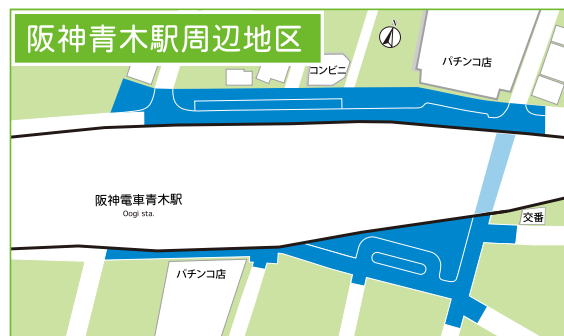 阪神青木駅周辺地区
コンビニ
パチンコ店
阪神電車青木駅
Oogi sta.
交番
パチンコ店